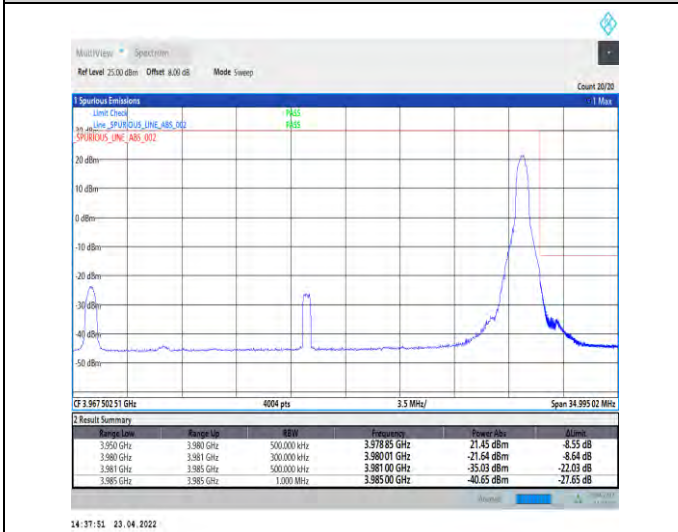 MultiView Spectrum
Ref Level 25.00 dBm Offset 8.09 dB Mode Sweep
Count 20/20
1 Spurious Emissions 1 Max
Limit Check PASS
Line _SPURIOUS_LINE_ABS_002 PASS
30 dBm
_SPURIOUS_LINE_ABS_002
20 dBm
10 dBm
0 dBm
-10 dBm
-20 dBm
-30 dBm
-40 dBm
-50 dBm
CF 3.967 502 51 GHz 4004 pts 3.5 MHz/ Span 34.995 02 MHz
2 Result Summary
Range Low Range Up RBW Frequency Power Abs ΔLimit
3.950 GHz 3.980 GHz 500.000 kHz 3.978 85 GHz 21.45 dBm -8.55 dB
3.980 GHz 3.981 GHz 300.000 kHz 3.980 01 GHz -21.64 dBm -8.64 dB
3.981 GHz 3.985 GHz 500.000 kHz 3.981 00 GHz -35.03 dBm -22.03 dB
3.985 GHz 3.985 GHz 1.000 MHz 3.985 00 GHz -40.65 dBm -27.65 dB
14:37:51 23.04.2022